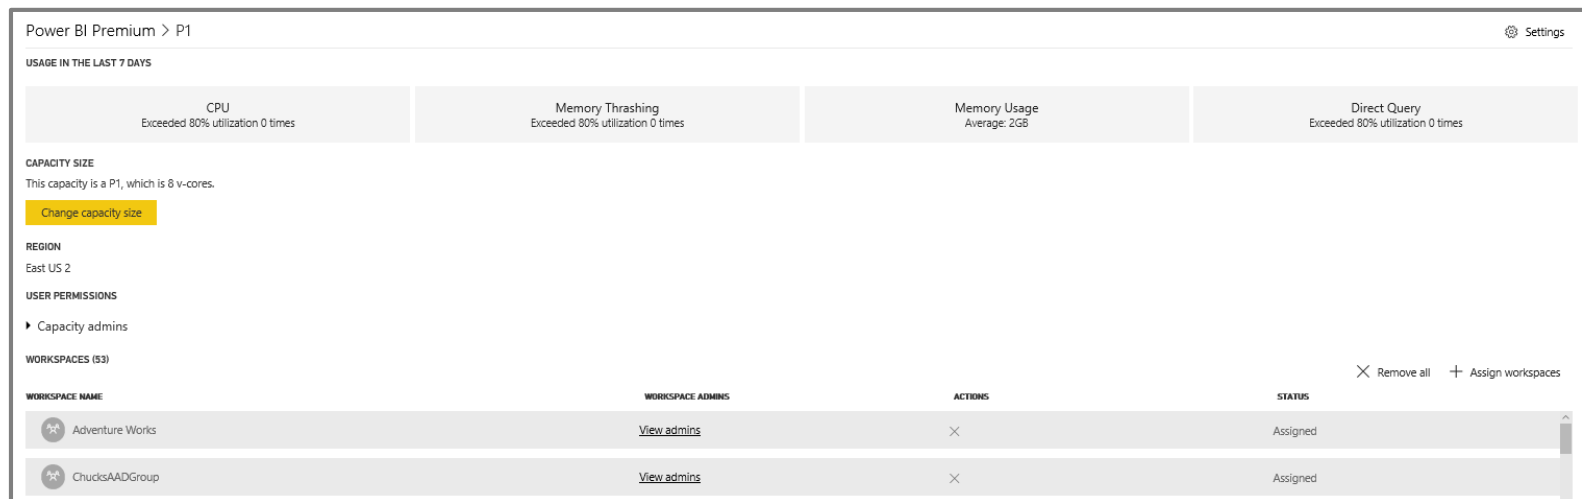 Power BI Premium > P1
Settings
USAGE IN THE LAST 7 DAYS
CPU
Exceeded 80% utilization 0 times
Memory Thrashing
Exceeded 80% utilization 0 times
Memory Usage
Average: 2GB
Direct Query
Exceeded 80% utilization 0 times
CAPACITY SIZE
This capacity is a P1, which is 8 v-cores.
Change capacity size
REGION
East US 2
USER PERMISSIONS
Capacity admins
WORKSPACES (53)
Remove all
Assign workspaces
WORKSPACE NAME WORKSPACE ADMINS ACTIONS STATUS
Adventure Works View admins Assigned
ChucksAADGroup View admins Assigned